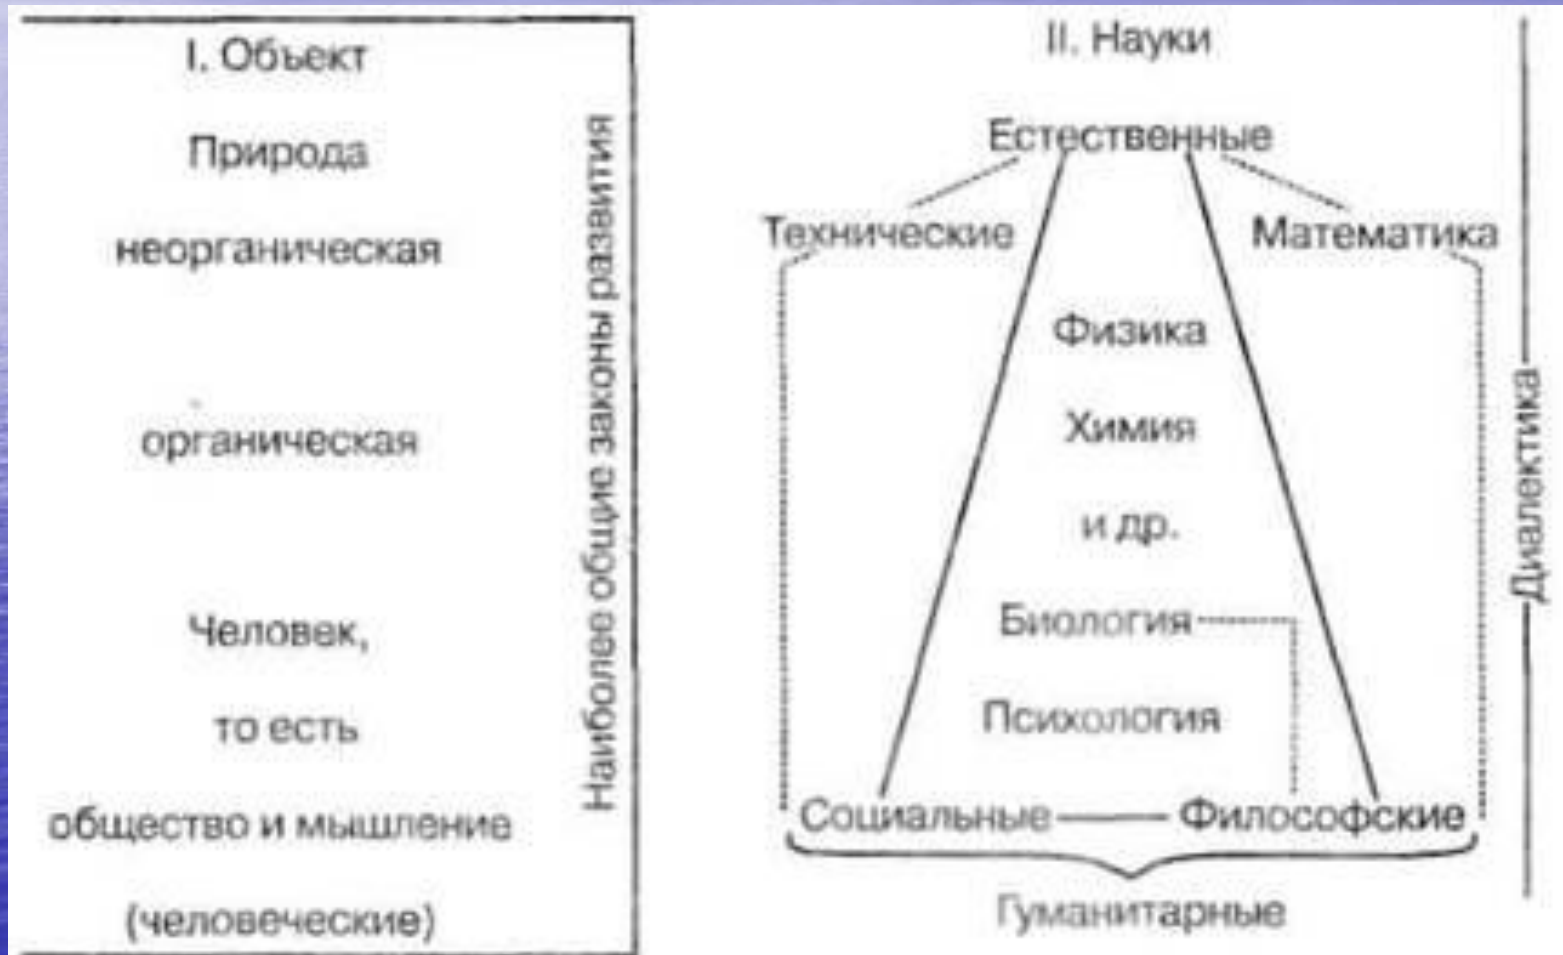 I. Объект
Природа
неорганическая
органическая
Человек,
то есть
общество и мышление
(человеческие)
Наиболее общие законы развития
II. Науки
Естественные
Технические
Математика
Физика
Химия
и др.
Биология
Психология
Социальные
Философские
Гуманитарные
Диалектика